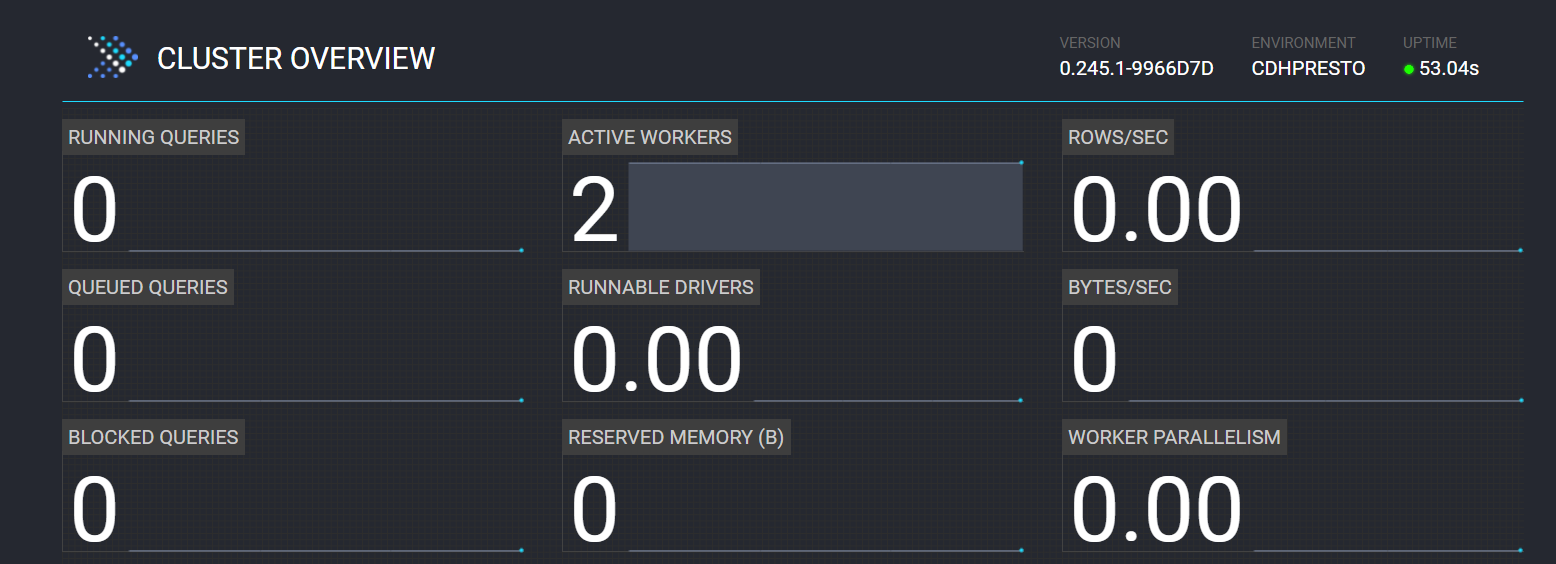 CLUSTER OVERVIEW
VERSION
0.245.1-9966D7D
ENVIRONMENT
CDHPRESTO
UPTIME
53.04s
RUNNING QUERIES
0
ACTIVE WORKERS
2
ROWS/SEC
0.00
QUEUED QUERIES
0
RUNNABLE DRIVERS
0.00
BYTES/SEC
0
BLOCKED QUERIES
0
RESERVED MEMORY (B)
0
WORKER PARALLELISM
0.00